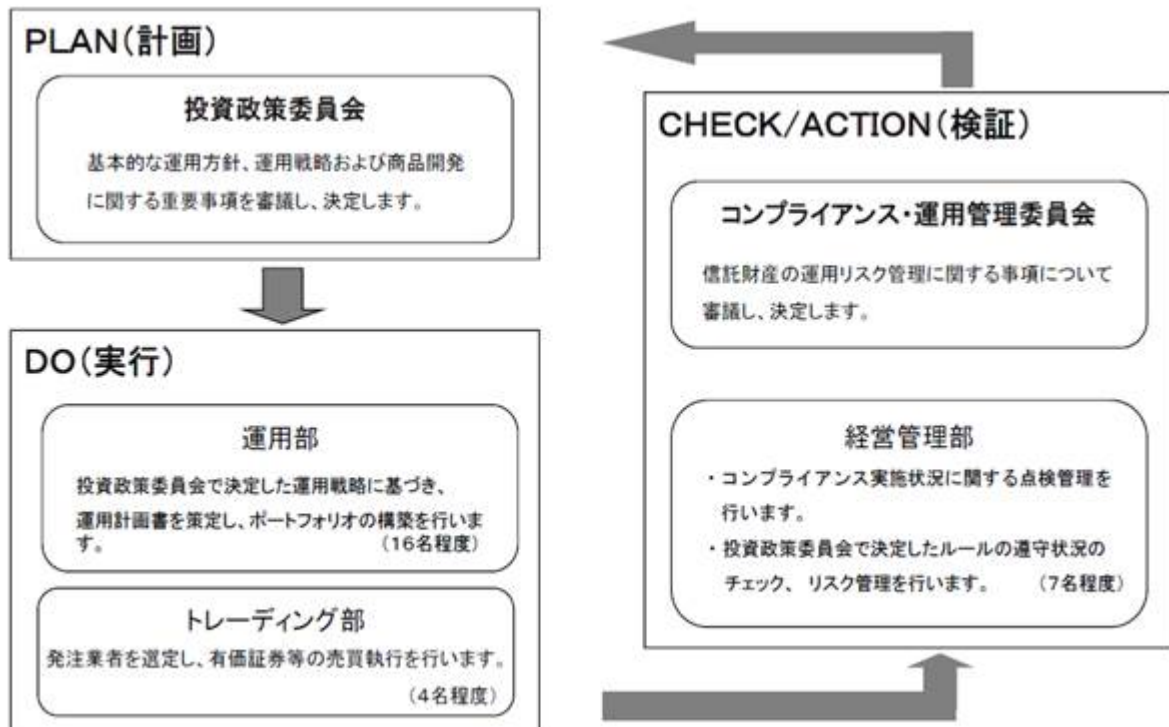 PLAN(計画)
投資政策委員会
基本的な運用方針、運用戦略および商品開発
に関する重要事項を審議し、決定します。
DO(実行)
運用部
投資政策委員会で決定した運用戦略に基づき、
運用計画書を策定し、ポートフォリオの構築を行いま
す。 (16名程度)
トレーディング部
発注業者を選定し、有価証券等の売買執行を行います。
(4名程度)
CHECK/ACTION(検証)
コンプライアンス・運用管理委員会
信託財産の運用リスク管理に関する事項について
審議し、決定します。
経営管理部
・コンプライアンス実施状況に関する点検管理を
行います。
・投資政策委員会で決定したルールの遵守状況の
チェック、リスク管理を行います。 (7名程度)